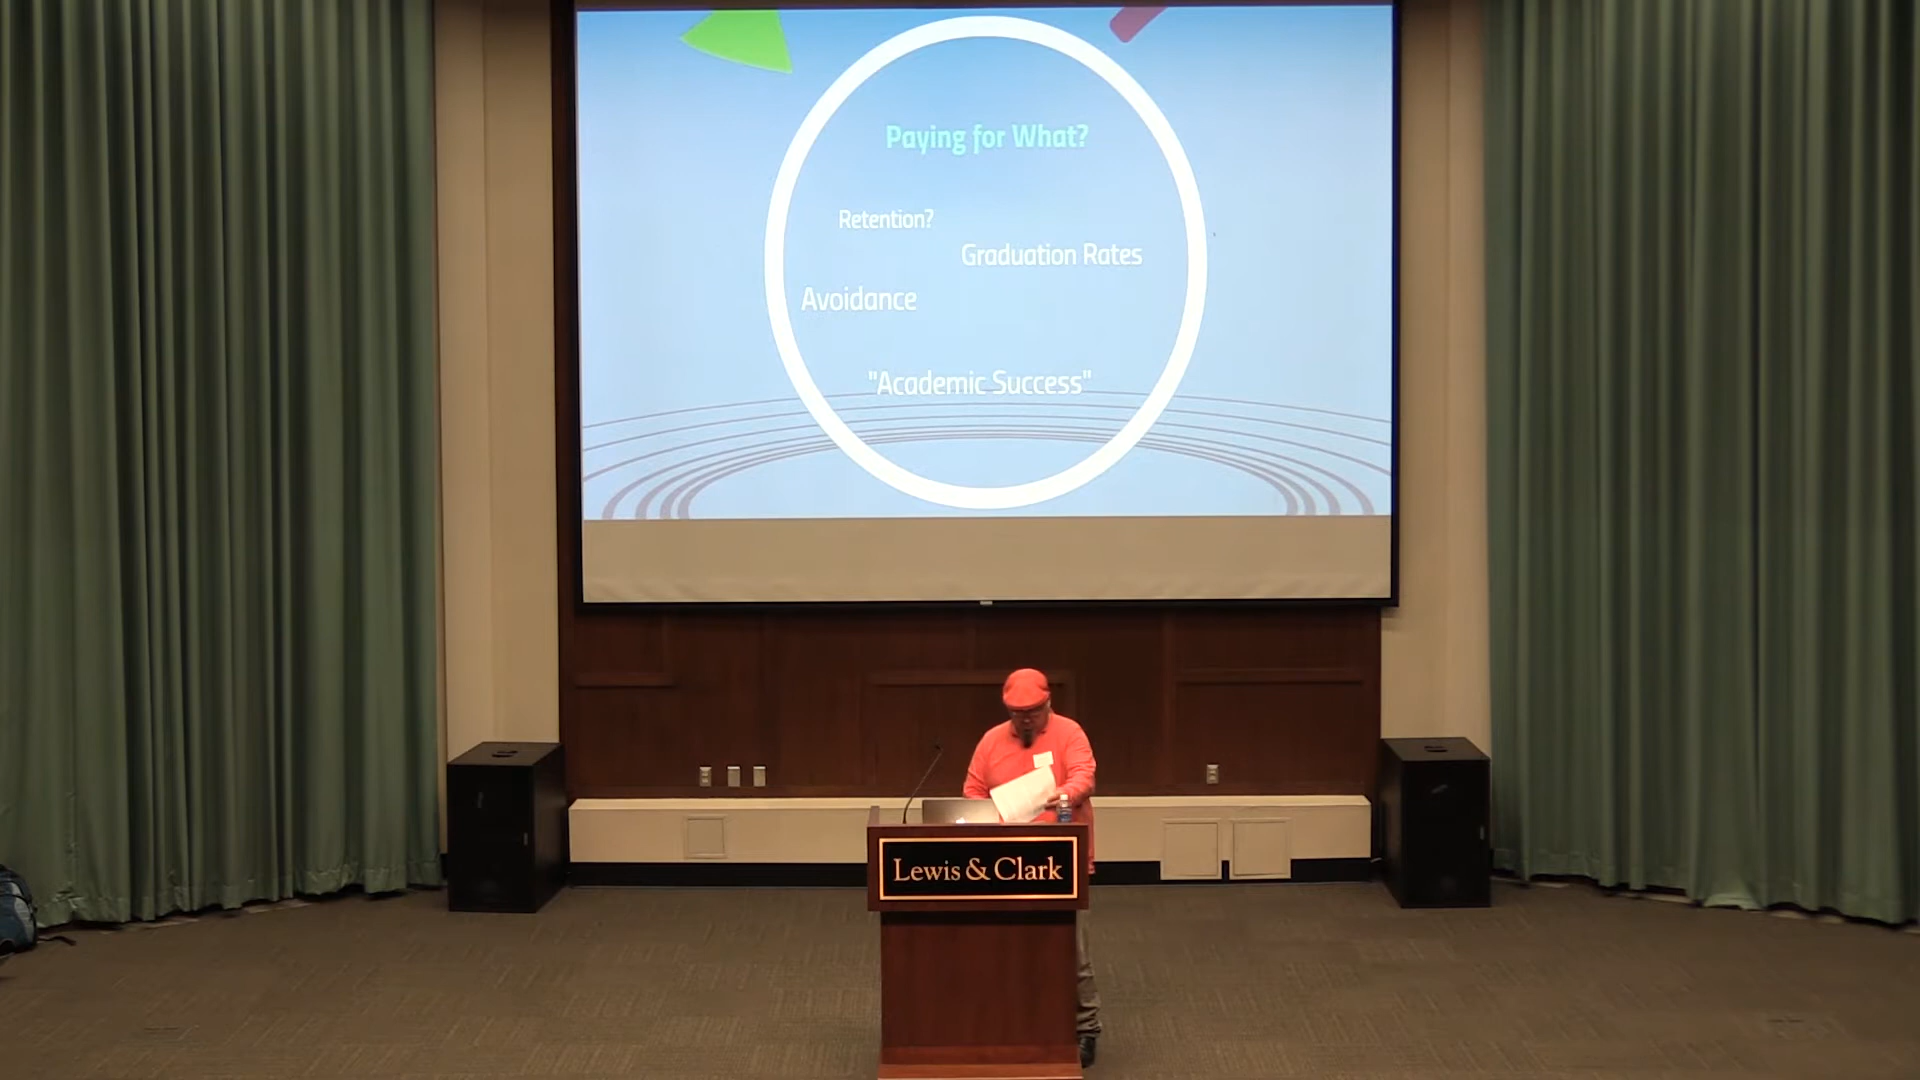 Paying for What?
Retention?
Graduation Rates
Avoidance
"Academic Success"
Lewis & Clark